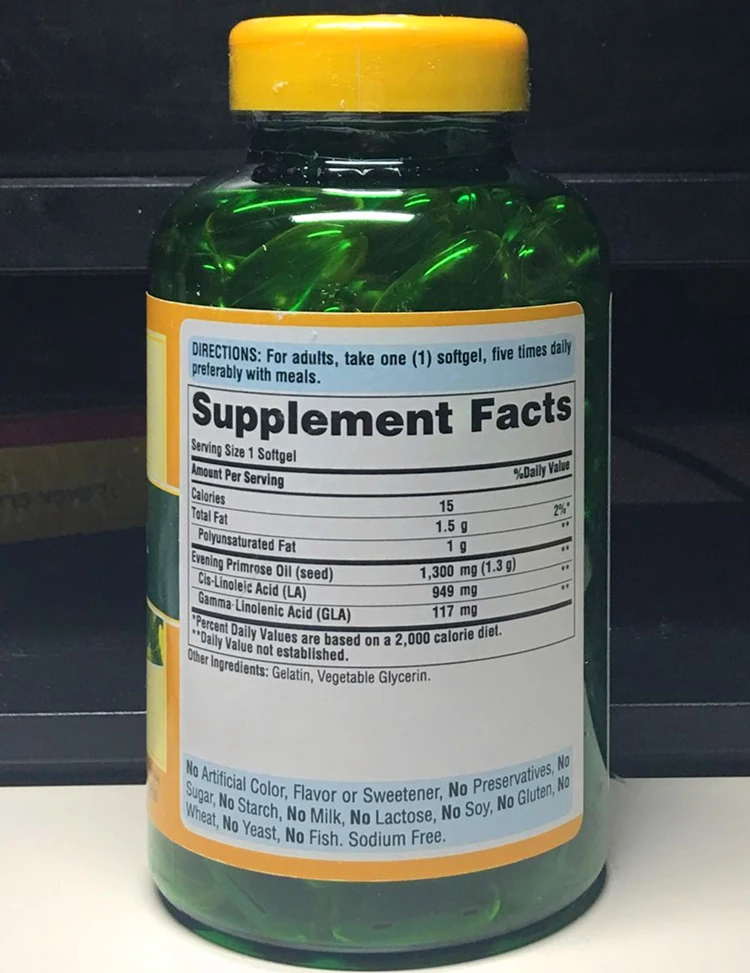 DIRECTIONS: For adults, take one (1) softgel, five times daily
preferably with meals.
Supplement Facts
Serving Size 1 Softgel
Amount Per Serving %Daily Value
Calories 15
Total Fat 1.5 g 2%*
Polyunsaturated Fat 1 g **
Evening Primrose Oil (seed) 1,300 mg (1.3 g) **
Cis-Linoleic Acid (LA) 949 mg **
Gamma-Linolenic Acid (GLA) 117 mg **
*Percent Daily Values are based on a 2,000 calorie diet.
**Daily Value not established.
Other Ingredients: Gelatin, Vegetable Glycerin.
No Artificial Color, Flavor or Sweetener, No Preservatives, No
Sugar, No Starch, No Milk, No Lactose, No Soy, No Gluten, No
Wheat, No Yeast, No Fish. Sodium Free.